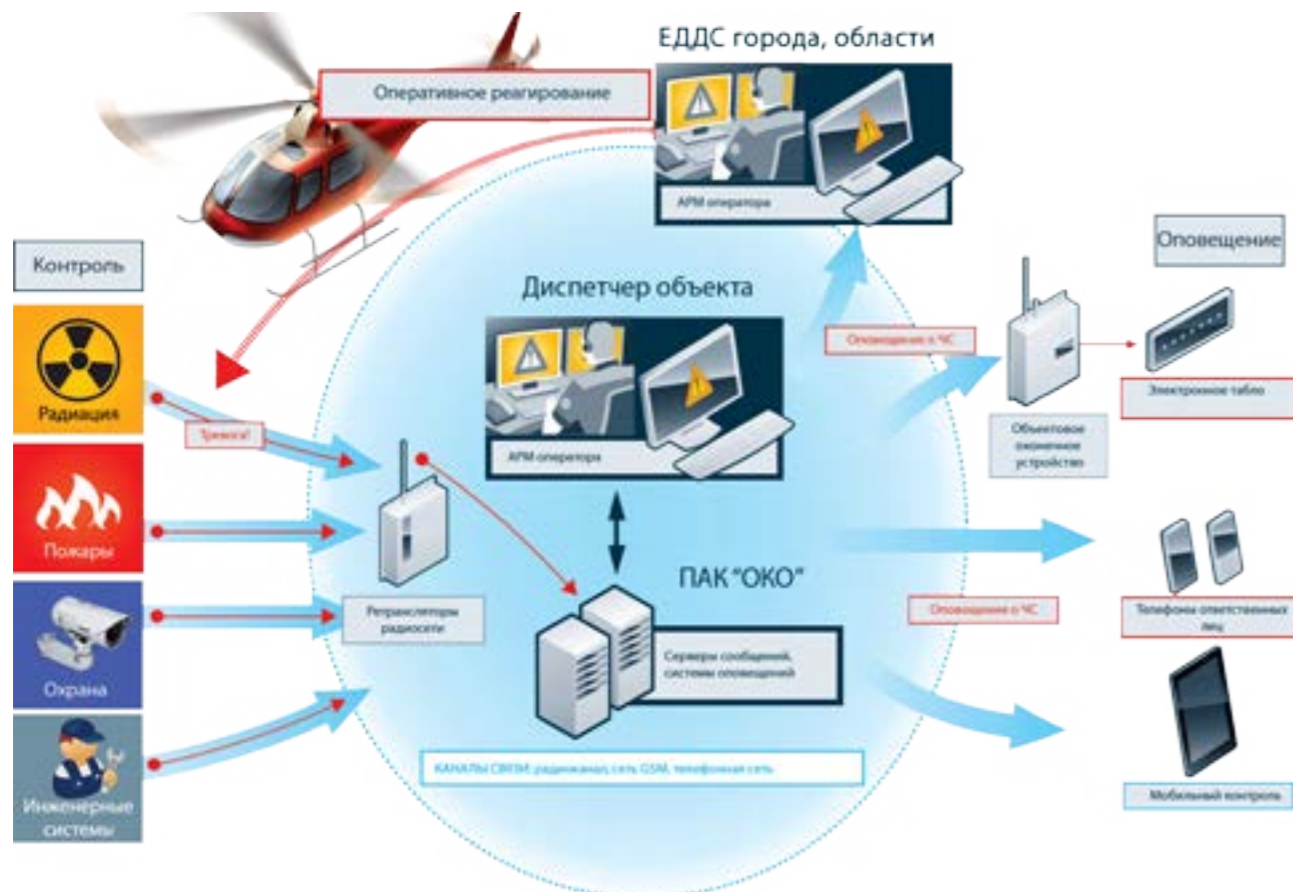 ЕДДС города, области
Оперативное реагирование
АРМ оператора
Контроль
Оповещение
Диспетчер объекта
Оповещение о ЧС
Радиация
Тревога!
Электронное табло
Объектовое
оконечное
устройство
АРМ оператора
Пожары
ПАК "ОКО"
Ретрансляторы
радиосети
Оповещение о ЧС
Телефоны ответственных
лиц
Серверы сообщений,
системы оповещений
Охрана
КАНАЛЫ СВЯЗИ: радиоканал, сеть GSM, телефонная сеть
Мобильный контроль
Инженерные
системы